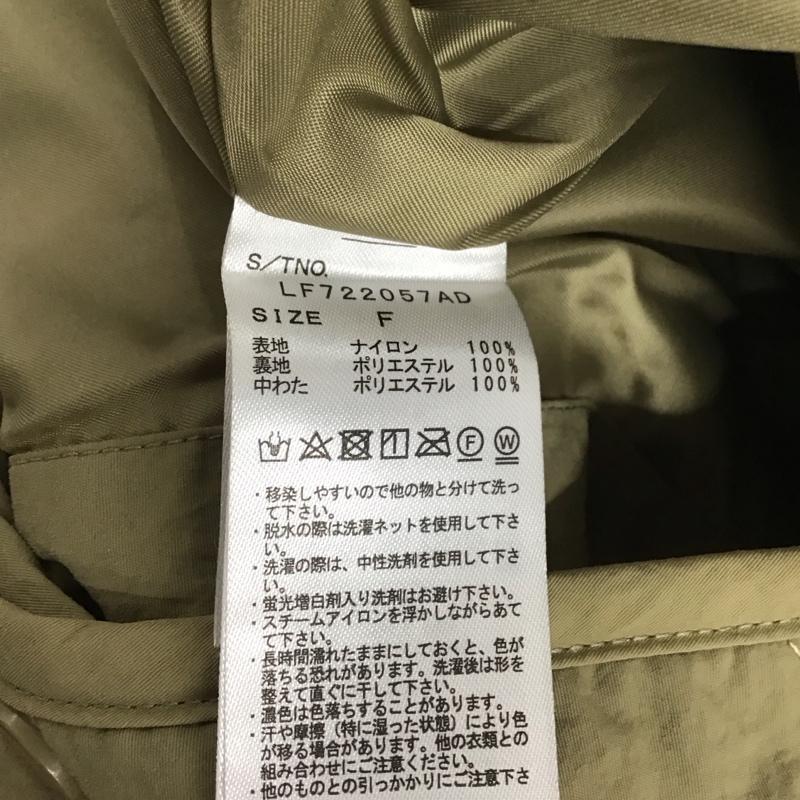 S/TNO.
LF722057AD
SIZE F
表地 ナイロン 100%
裏地 ポリエステル 100%
中わた ポリエステル 100%
F W
・移染しやすいので他の物と分けて洗っ
て下さい。
・脱水の際は洗濯ネットを使用して下さ
い。
・洗濯の際は、中性洗剤を使用して下さ
い。
・蛍光増白剤入り洗剤はお避け下さい。
・スチームアイロンを浮かしながらあて
て下さい。
・長時間濡れたままにしておくと、色が
落ちる恐れがあります。洗濯後は形を
整えて直ぐに干して下さい。
・濃色は色落ちすることがあります。
・汗や摩擦（特に湿った状態）により色
が移る場合があります。他の衣類との
組み合わせにご注意ください。
・他のものとの引っかかりにご注意下さ